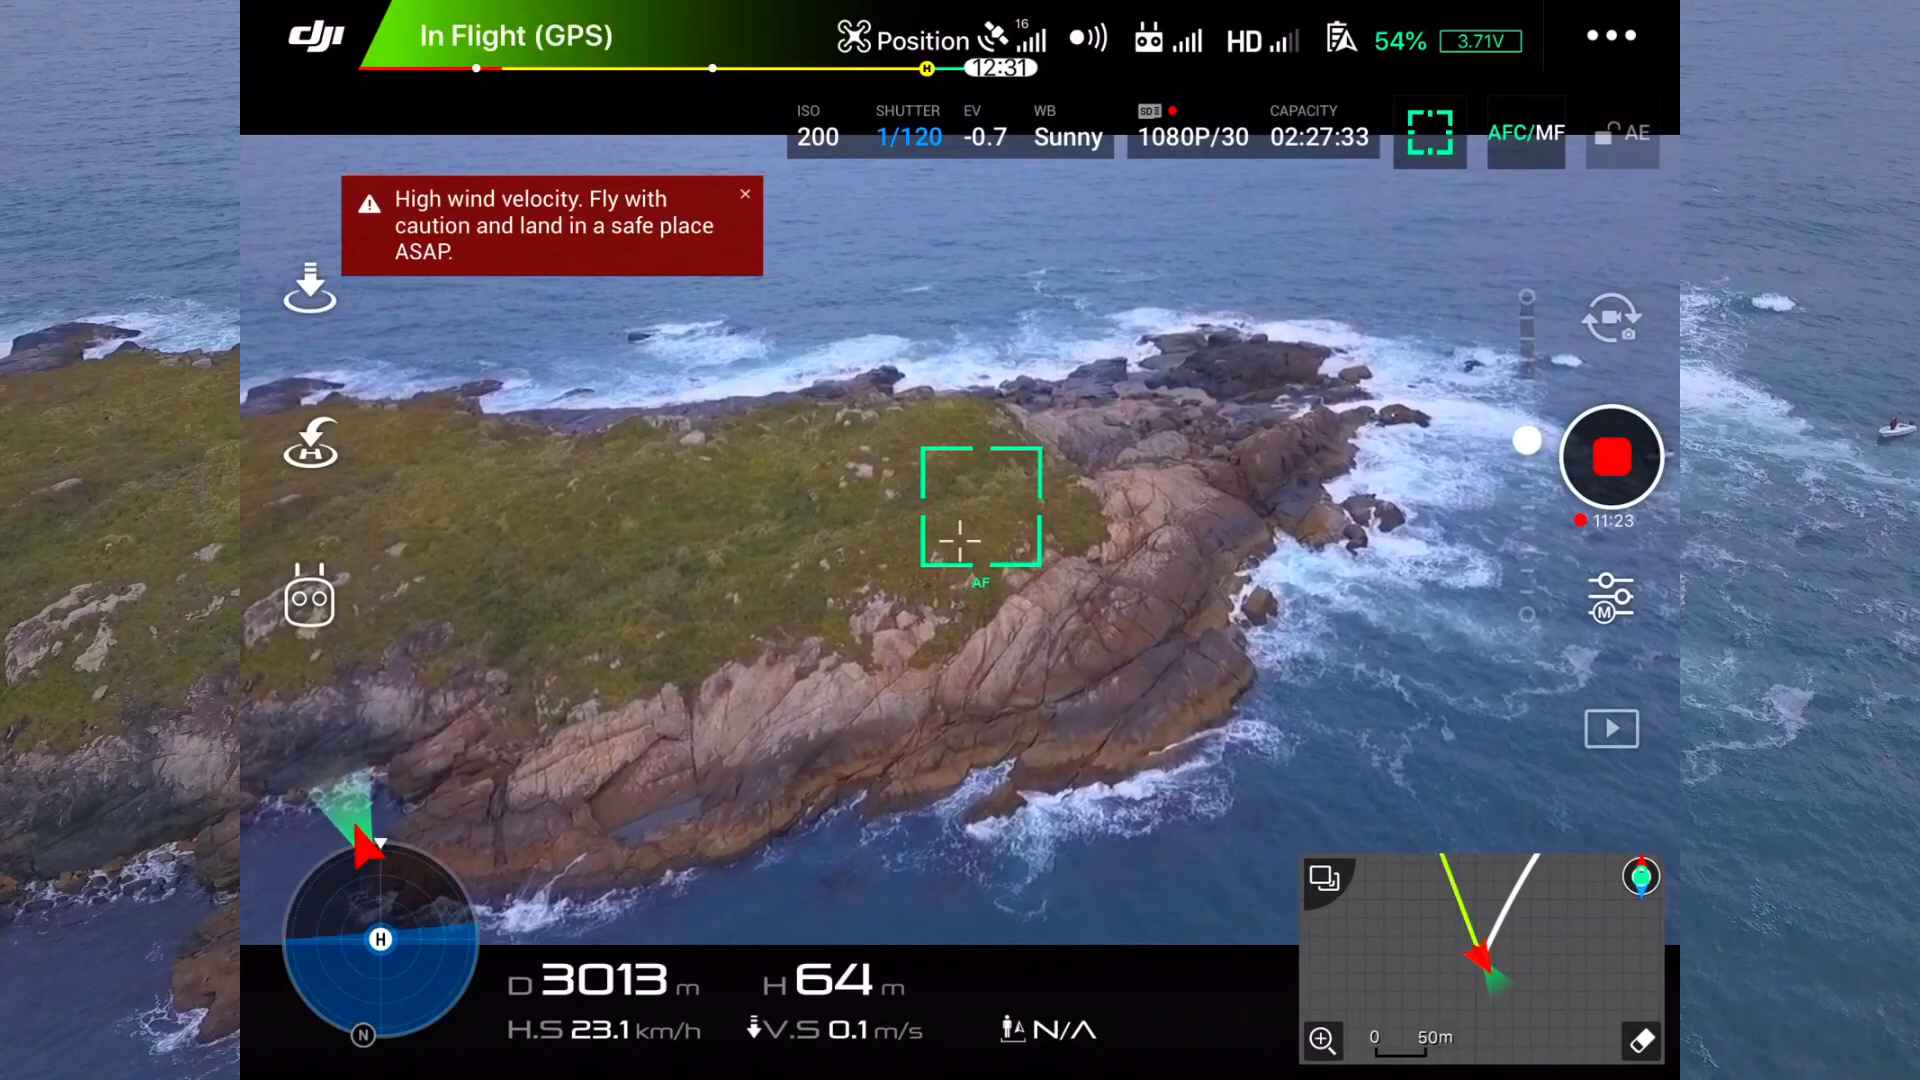 dji
In Flight (GPS)
Position
16
HD
54%
3.71V
H
12:31
ISO
200
SHUTTER
1/120
EV
-0.7
WB
Sunny
SD
1080P/30
CAPACITY
02:27:33
AFC/MF
AE
High wind velocity. Fly with
caution and land in a safe place
ASAP.
H
AF
11:23
M
H
N
D 3013 m
H 64 m
H.S 23.1 km/h
V.S 0.1 m/s
N/A
0 50m